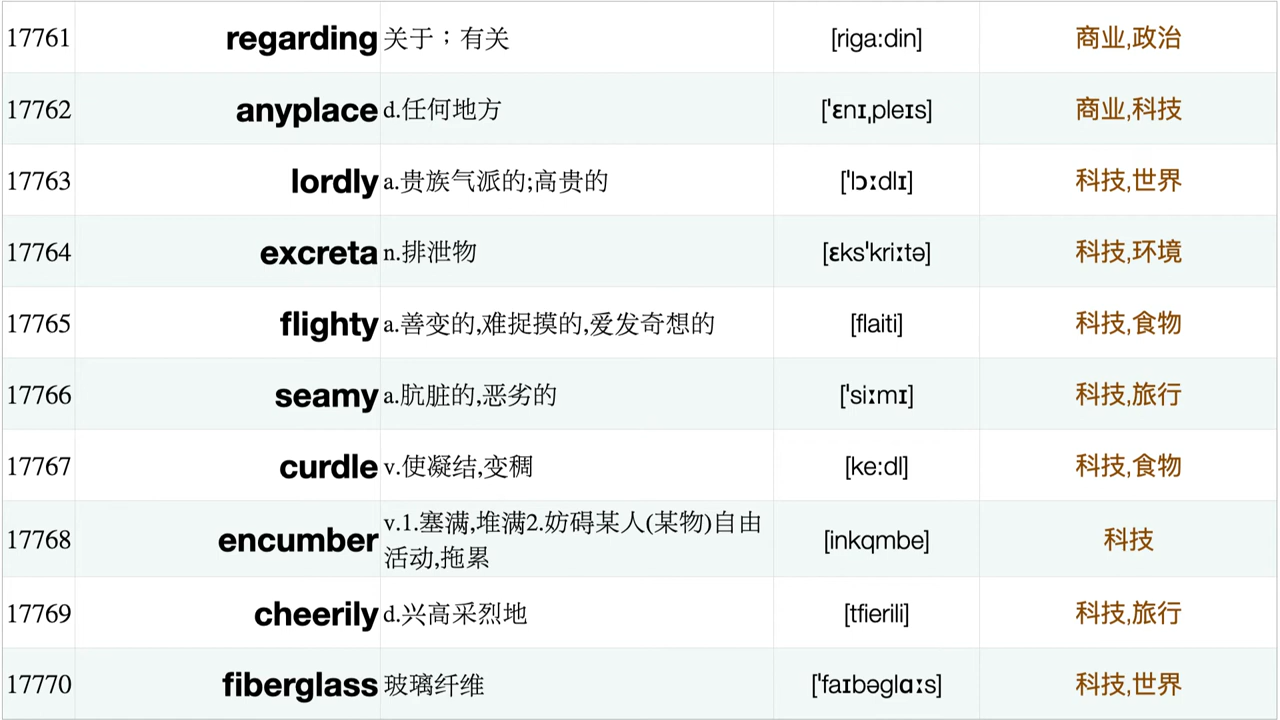 17761 regarding 关于；有关 [riga:din] 商业,政治
17762 anyplace d.任何地方 [ˈɛnɪˌpleɪs] 商业,科技
17763 lordly a.贵族气派的;高贵的 [ˈlɔːdlɪ] 科技,世界
17764 excreta n.排泄物 [ɛksˈkriːtə] 科技,环境
17765 flighty a.善变的,难捉摸的,爱发奇想的 [flaiti] 科技,食物
17766 seamy a.肮脏的,恶劣的 [ˈsiːmɪ] 科技,旅行
17767 curdle v.使凝结,变稠 [ke:dl] 科技,食物
17768 encumber v.1.塞满,堆满2.妨碍某人(某物)自由
活动,拖累 [inkqmbe] 科技
17769 cheerily d.兴高采烈地 [tfierili] 科技,旅行
17770 fiberglass 玻璃纤维 [ˈfaɪbəglɑːs] 科技,世界